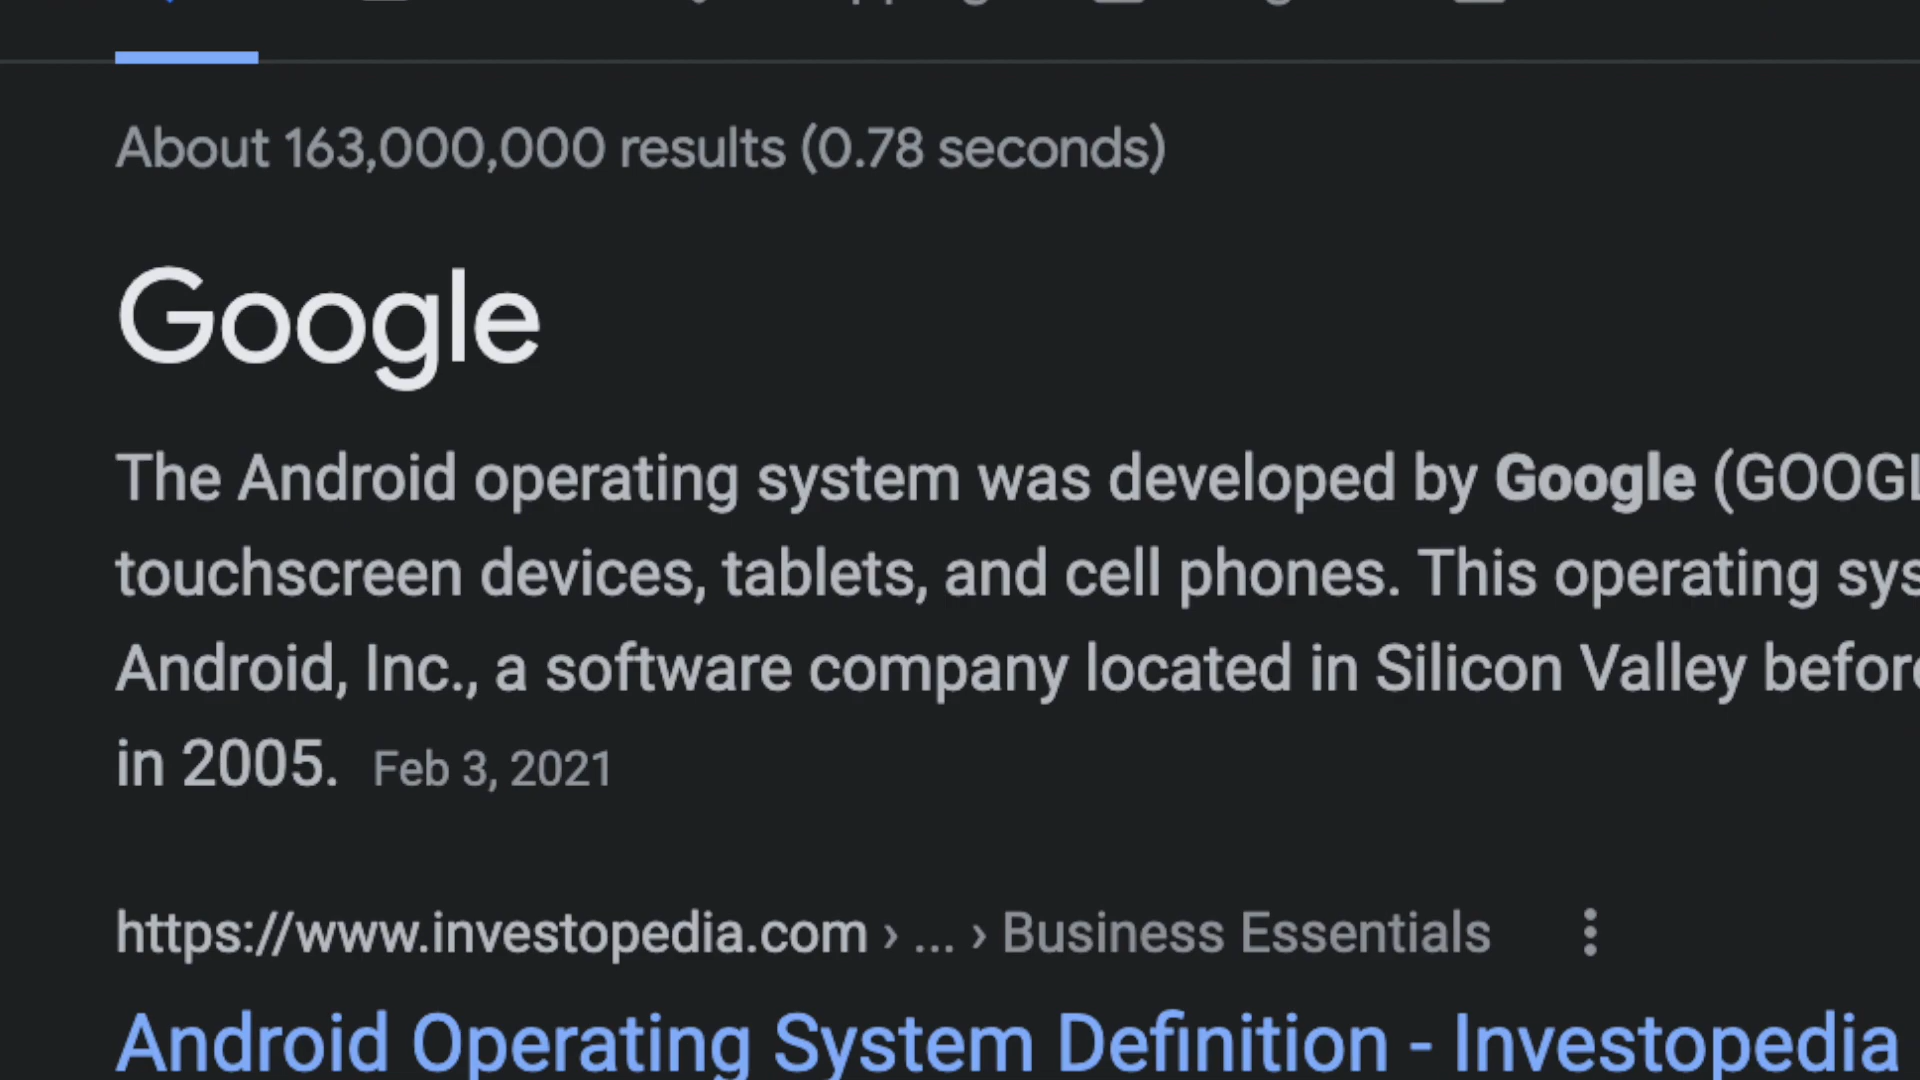 About 163,000,000 results (0.78 seconds)
Google
The Android operating system was developed by Google (GOOGL
touchscreen devices, tablets, and cell phones. This operating sys
Android, Inc., a software company located in Silicon Valley before
in 2005. Feb 3, 2021
https://www.investopedia.com › ... › Business Essentials
Android Operating System Definition - Investopedia